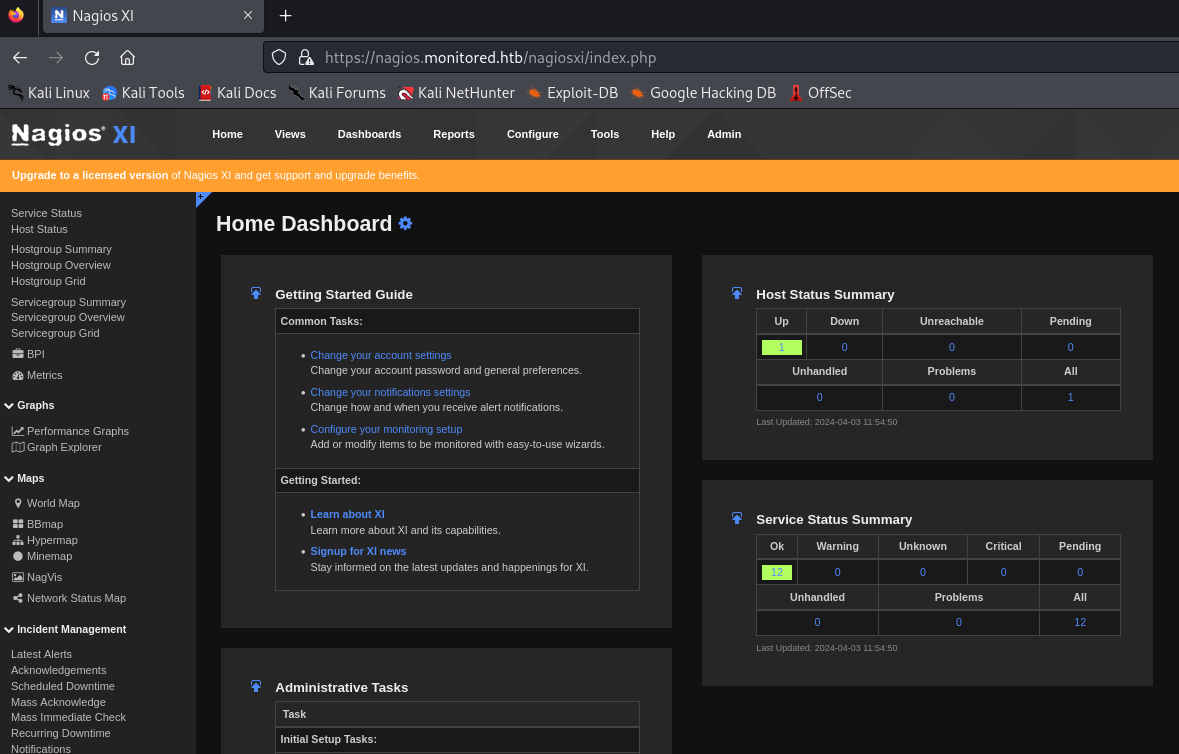 Nagios XI
https://nagios.monitored.htb/nagiosxi/index.php
Kali Linux Kali Tools Kali Docs Kali Forums Kali NetHunter Exploit-DB Google Hacking DB OffSec
Nagios® XI Home Views Dashboards Reports Configure Tools Help Admin
Upgrade to a licensed version of Nagios XI and get support and upgrade benefits.
Service Status
Host Status
Hostgroup Summary
Hostgroup Overview
Hostgroup Grid
Servicegroup Summary
Servicegroup Overview
Servicegroup Grid
BPI
Metrics
Graphs
Performance Graphs
Graph Explorer
Maps
World Map
BBmap
Hypermap
Minemap
NagVis
Network Status Map
Incident Management
Latest Alerts
Acknowledgements
Scheduled Downtime
Mass Acknowledge
Mass Immediate Check
Recurring Downtime
Notifications
Home Dashboard
Getting Started Guide
Common Tasks:
• Change your account settings
Change your account password and general preferences.
• Change your notifications settings
Change how and when you receive alert notifications.
• Configure your monitoring setup
Add or modify items to be monitored with easy-to-use wizards.
Getting Started:
• Learn about XI
Learn more about XI and its capabilities.
• Signup for XI news
Stay informed on the latest updates and happenings for XI.
Administrative Tasks
Task
Initial Setup Tasks:
Host Status Summary
Up Down Unreachable Pending
1 0 0 0
Unhandled Problems All
0 0 1
Last Updated: 2024-04-03 11:54:50
Service Status Summary
Ok Warning Unknown Critical Pending
12 0 0 0 0
Unhandled Problems All
0 0 12
Last Updated: 2024-04-03 11:54:50